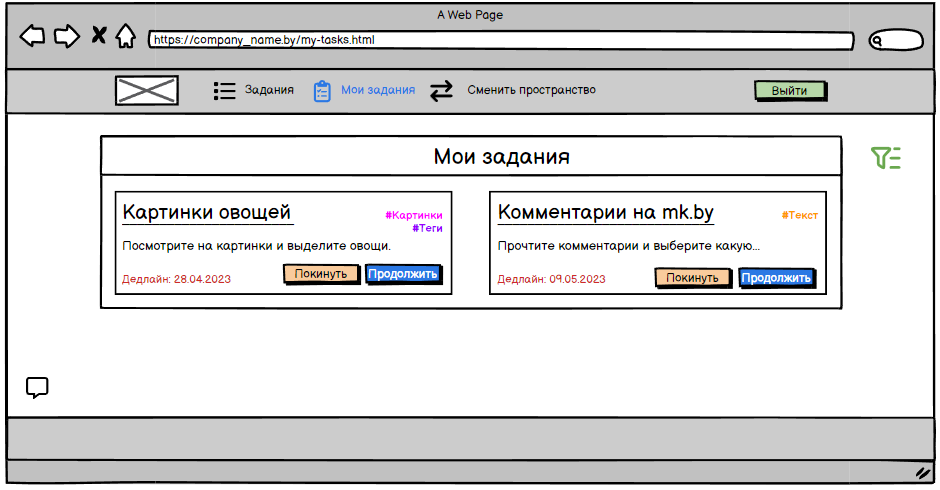 A Web Page
https://company_name.by/my-tasks.html
Задания
Мои задания
Сменить пространство
Выйти
Мои задания
Картинки овощей
#Картинки
#Теги
Посмотрите на картинки и выделите овощи.
Дедлайн: 28.04.2023
Покинуть
Продолжить
Комментарии на mk.by
#Текст
Прочтите комментарии и выберите какую...
Дедлайн: 09.05.2023
Покинуть
Продолжить